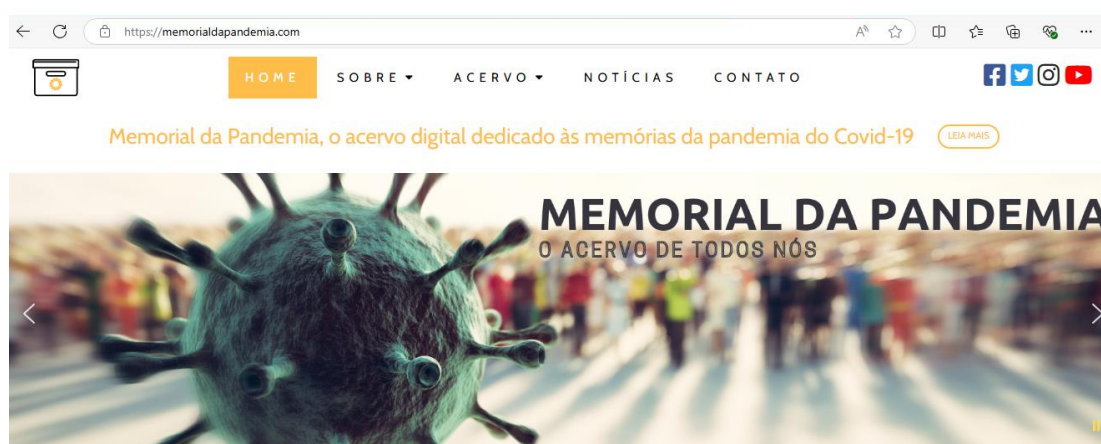 https://memorialdapandemia.com
HOME SOBRE ACERVO NOTÍCIAS CONTATO
Memorial da Pandemia, o acervo digital dedicado às memórias da pandemia do Covid-19 LEIA MAIS
MEMORIAL DA PANDEMIA
O ACERVO DE TODOS NÓS